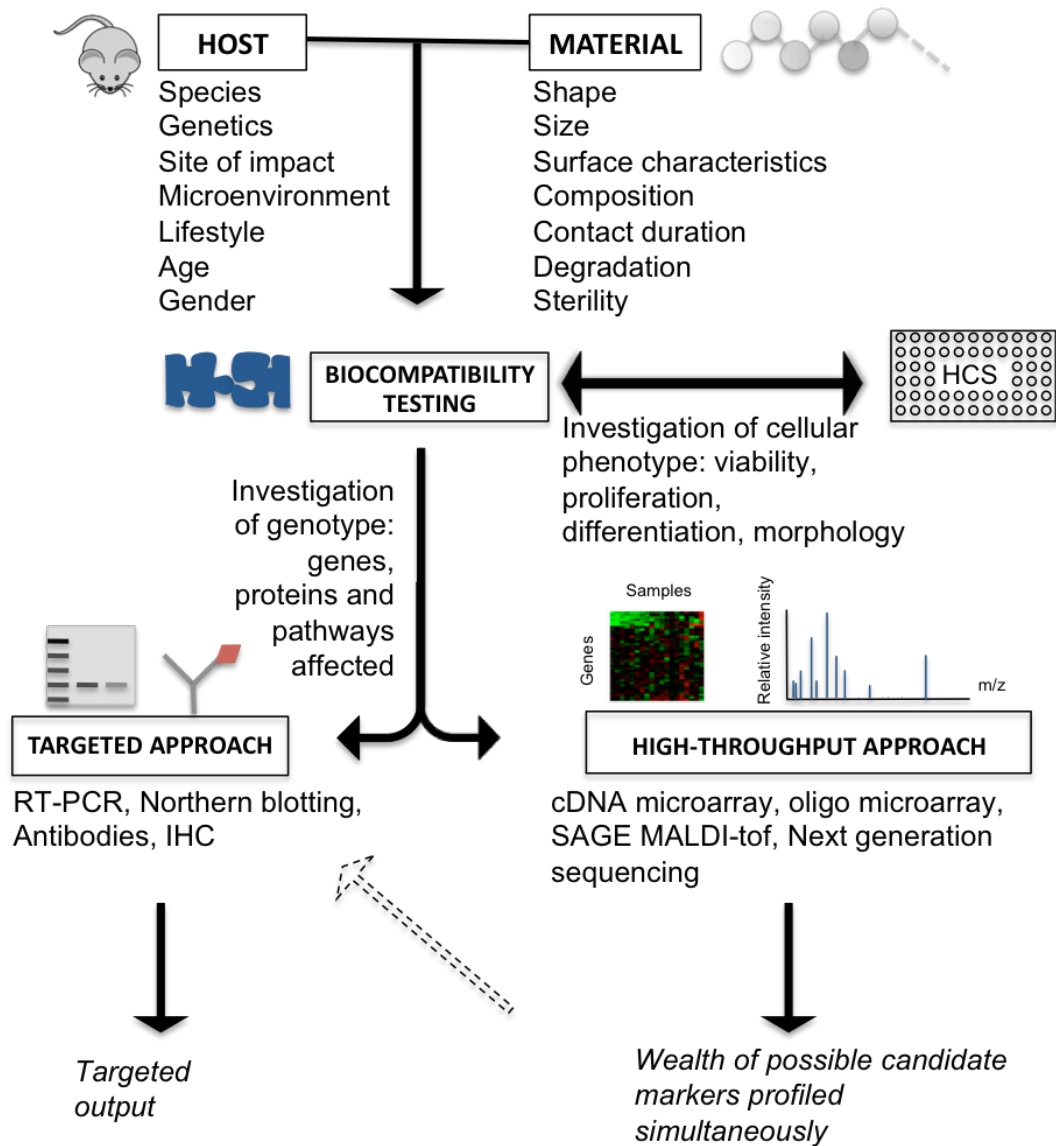 HOST
MATERIAL
Species
Genetics
Site of impact
Microenvironment
Lifestyle
Age
Gender
Shape
Size
Surface characteristics
Composition
Contact duration
Degradation
Sterility
BIOCOMPATIBILITY
TESTING
HCS
Investigation of cellular
phenotype: viability,
proliferation,
differentiation, morphology
Investigation
of genotype:
genes,
proteins and
pathways
affected
Samples
Genes
Relative intensity
m/z
TARGETED APPROACH
HIGH-THROUGHPUT APPROACH
RT-PCR, Northern blotting,
Antibodies, IHC
cDNA microarray, oligo microarray,
SAGE MALDI-tof, Next generation
sequencing
Targeted
output
Wealth of possible candidate
markers profiled
simultaneously